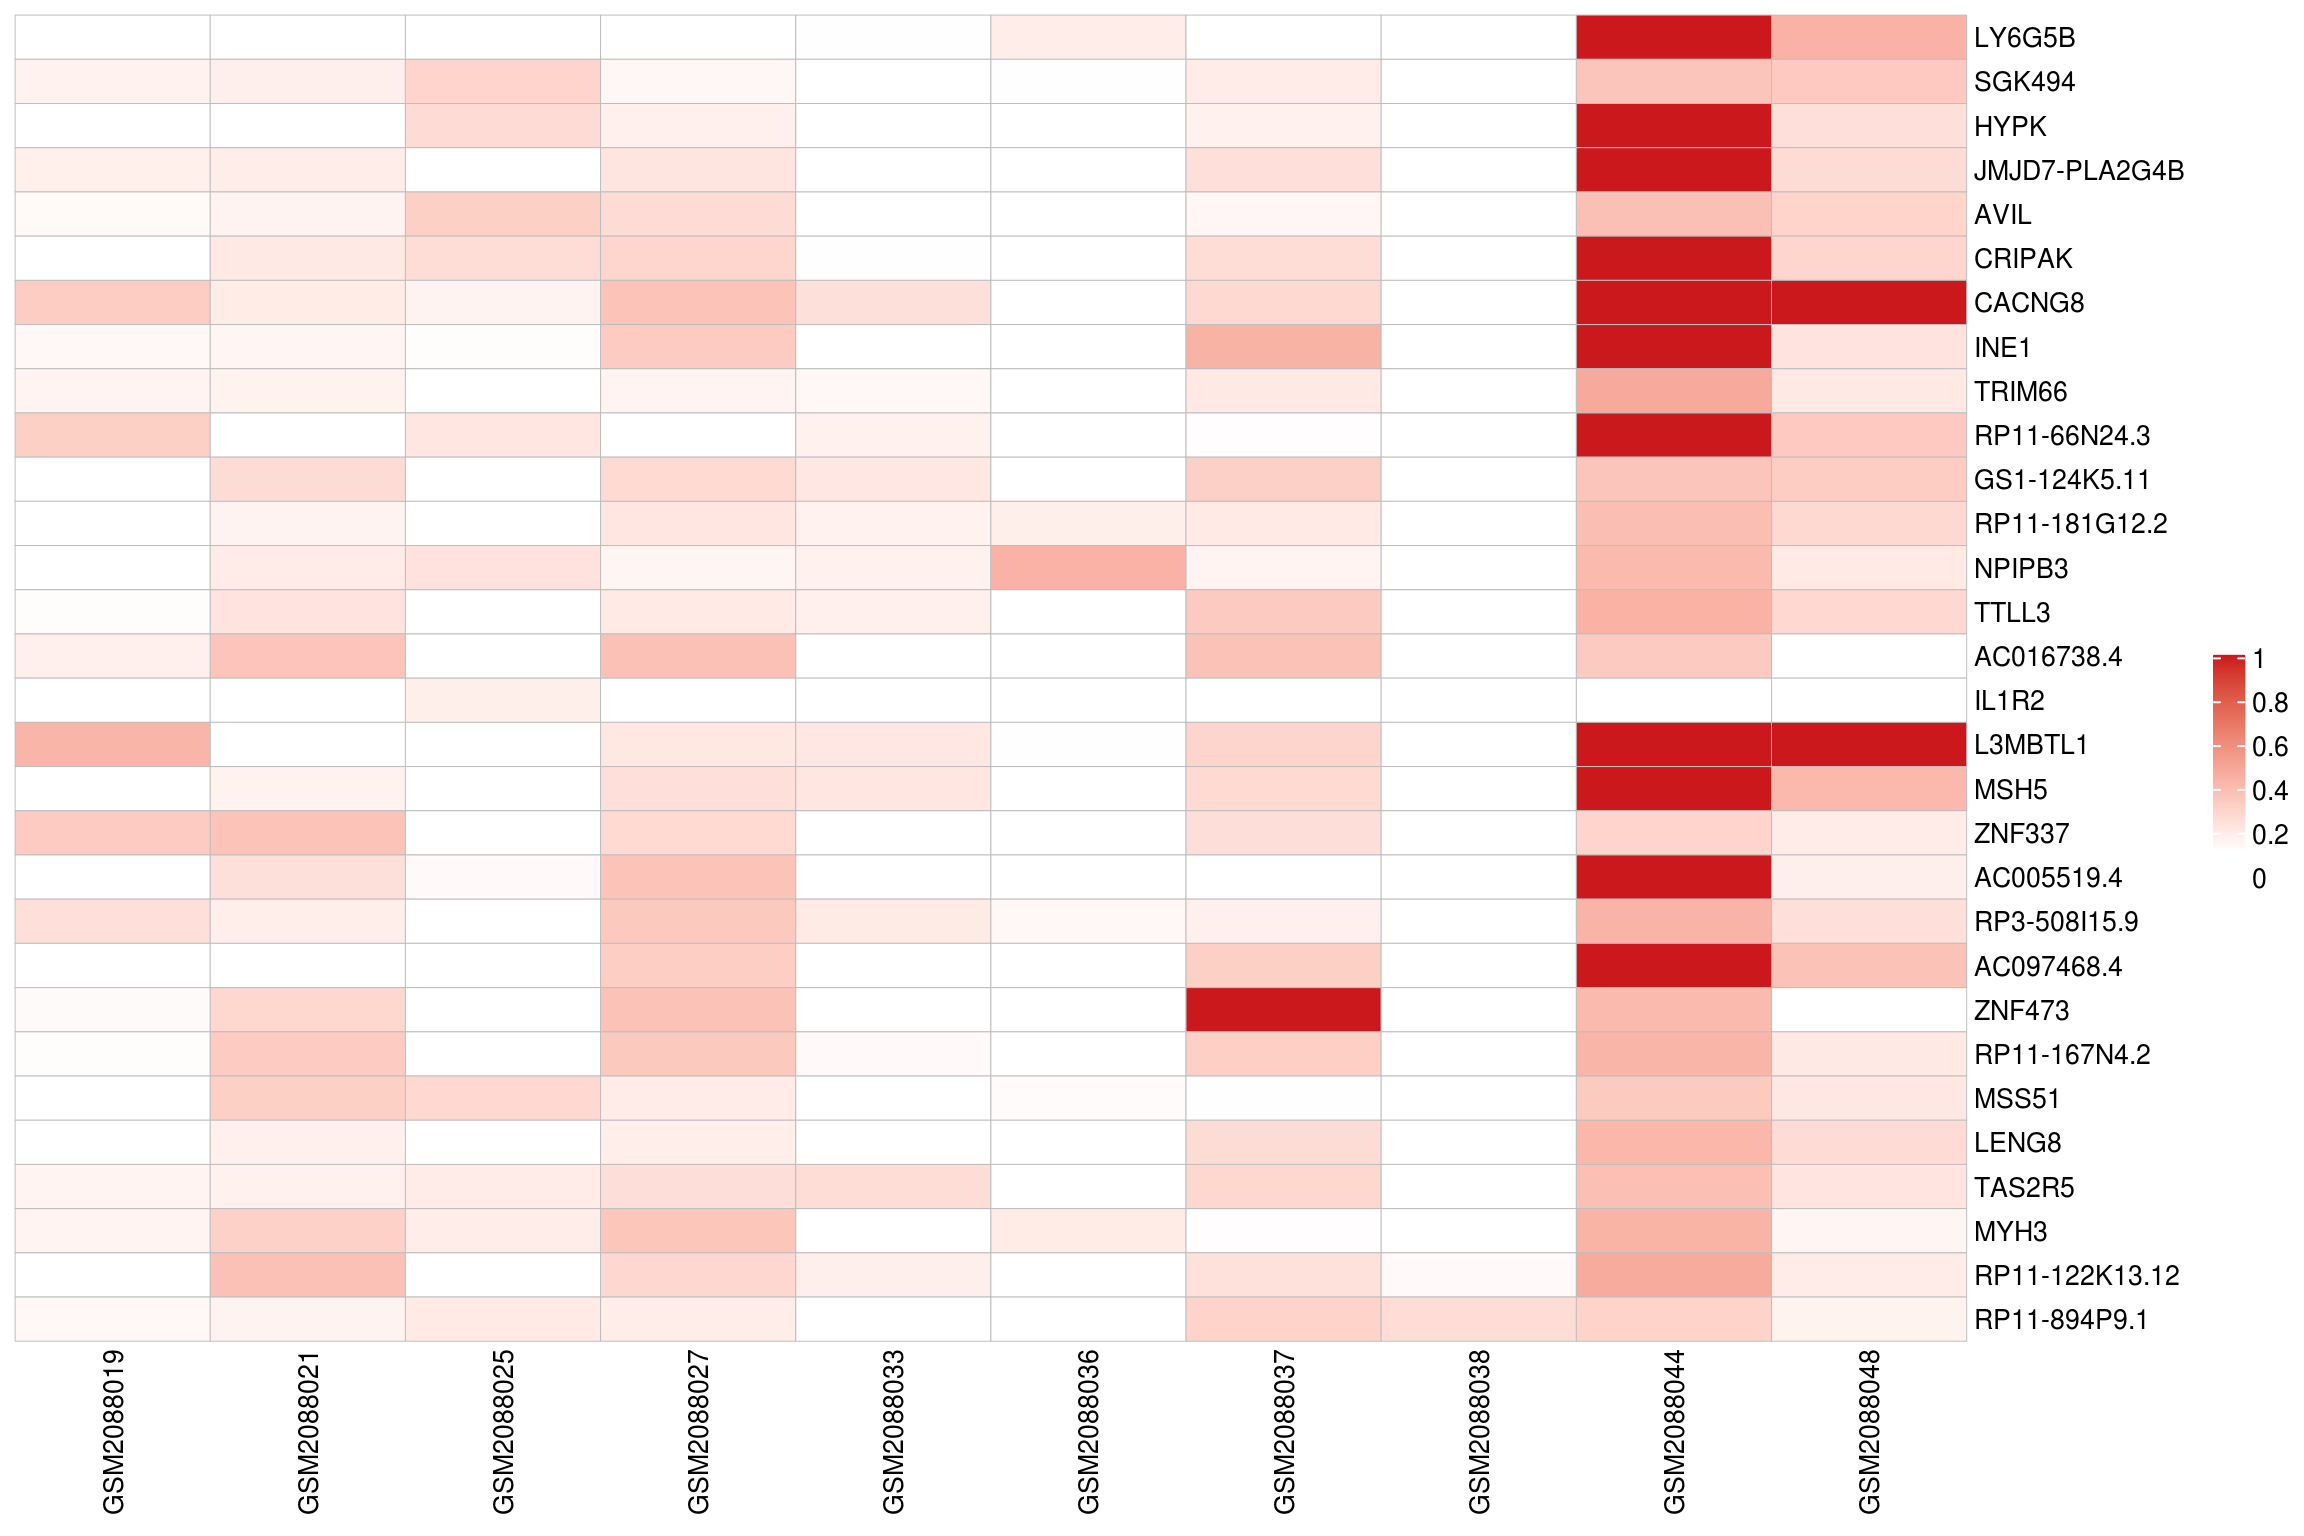 LY6G5B
SGK494
HYPK
JMJD7-PLA2G4B
AVIL
CRIPAK
CACNG8
INE1
TRIM66
RP11-66N24.3
GS1-124K5.11
RP11-181G12.2
NPIPB3
TTLL3
AC016738.4
IL1R2
L3MBTL1
MSH5
ZNF337
AC005519.4
RP3-508I15.9
AC097468.4
ZNF473
RP11-167N4.2
MSS51
LENG8
TAS2R5
MYH3
RP11-122K13.12
RP11-894P9.1
1
0.8
0.6
0.4
0.2
0
GSM2088019
GSM2088021
GSM2088025
GSM2088027
GSM2088033
GSM2088036
GSM2088037
GSM2088038
GSM2088044
GSM2088048